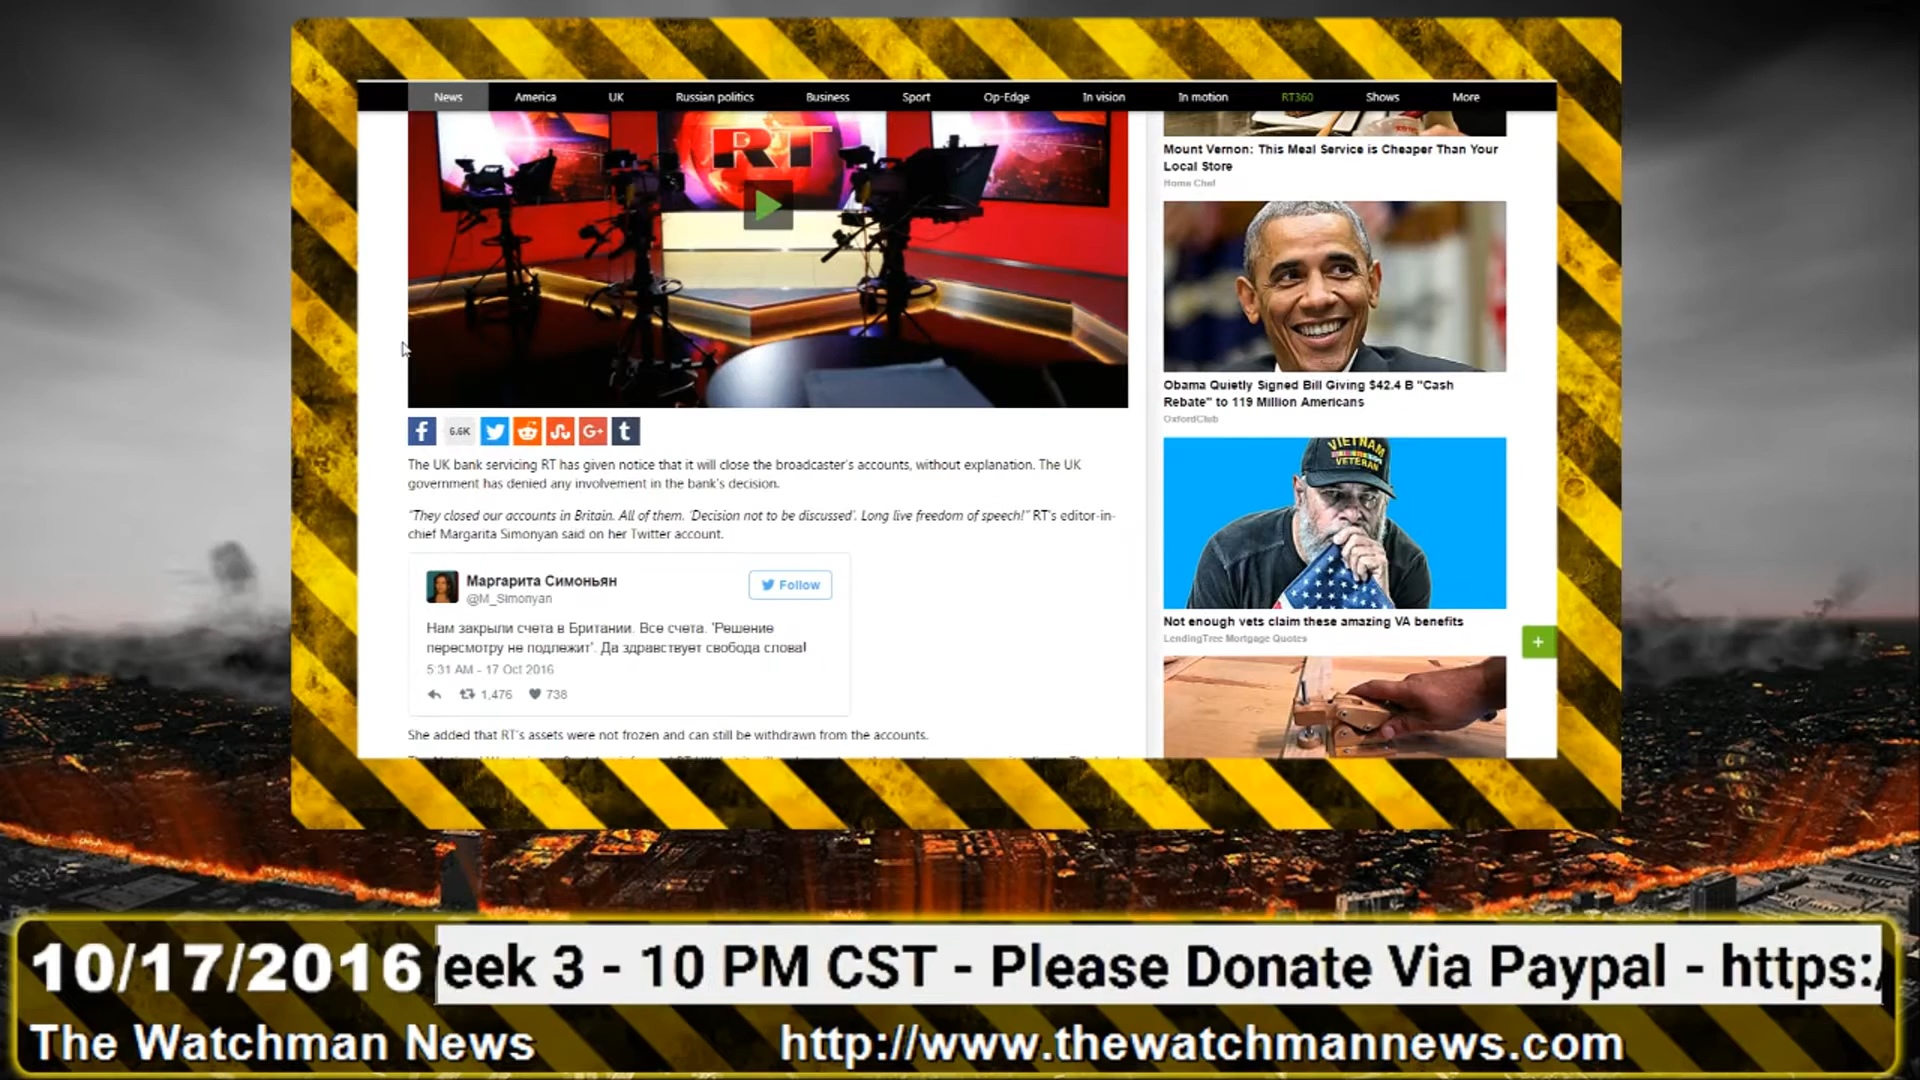 News America UK Russian politics Business Sport Op-Edge In vision In motion RT360 Shows More
RT
6.6K
The UK bank servicing RT has given notice that it will close the broadcaster's accounts, without explanation. The UK
government has denied any involvement in the bank's decision.
"They closed our accounts in Britain. All of them. 'Decision not to be discussed'. Long live freedom of speech!" RT's editor-in-
chief Margarita Simonyan said on her Twitter account.
Маргарита Симоньян
@M_Simonyan
Follow
Нам закрыли счета в Британии. Все счета. 'Решение
пересмотру не подлежит'. Да здравствует свобода слова!
5:31 AM - 17 Oct 2016
1,476 738
She added that RT's assets were not frozen and can still be withdrawn from the accounts.
Mount Vernon: This Meal Service is Cheaper Than Your
Local Store
Home Chef
Obama Quietly Signed Bill Giving $42.4 B "Cash
Rebate" to 119 Million Americans
OxfordClub
VIETNAM
VETERAN
Not enough vets claim these amazing VA benefits
LendingTree Mortgage Quotes
10/17/2016 eek 3 - 10 PM CST - Please Donate Via Paypal - https:/
The Watchman News http://www.thewatchmannews.com